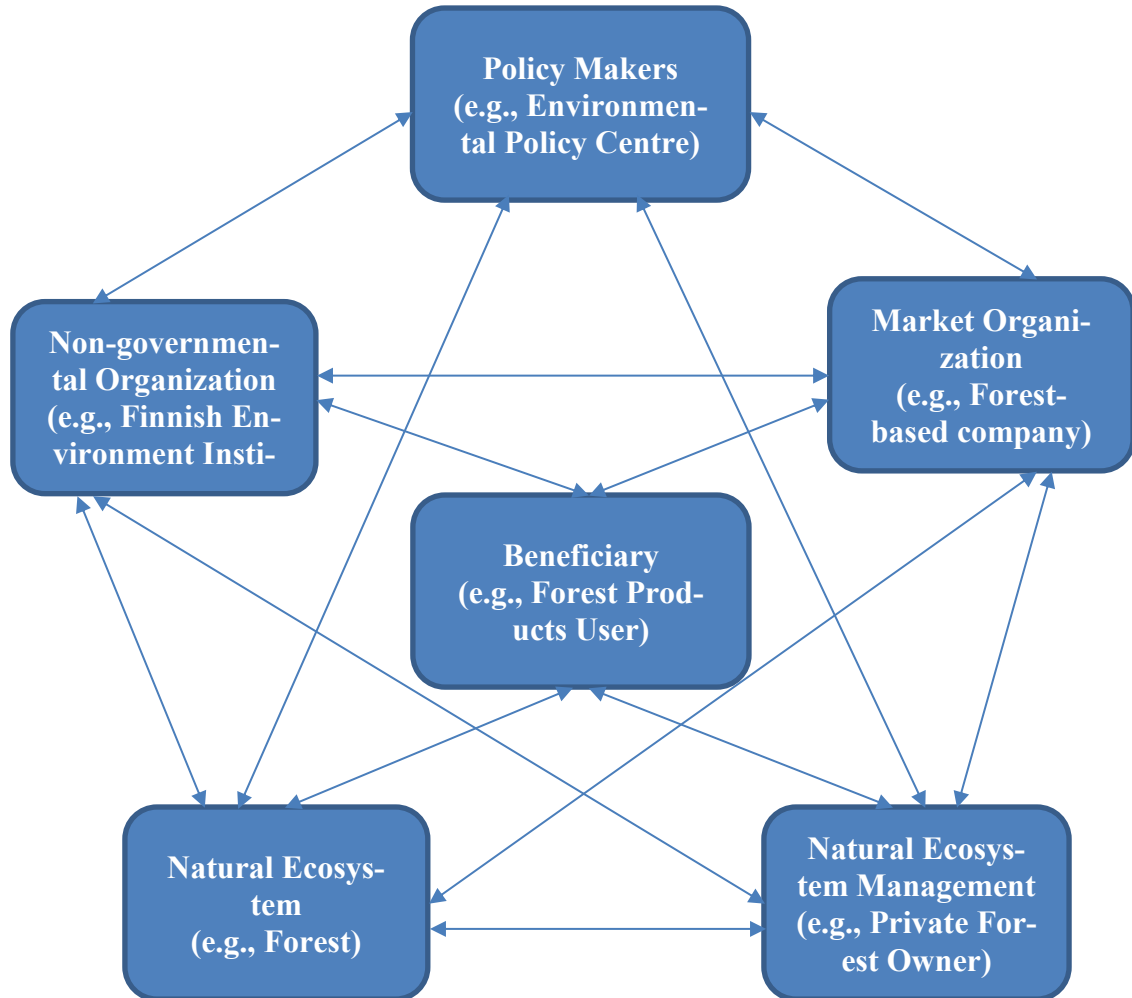 Policy Makers
(e.g., Environmen-
tal Policy Centre)
Non-governmen-
tal Organization
(e.g., Finnish En-
vironment Insti-
Market Organi-
zation
(e.g., Forest-
based company)
Beneficiary
(e.g., Forest Prod-
ucts User)
Natural Ecosys-
tem
(e.g., Forest)
Natural Ecosys-
tem Management
(e.g., Private For-
est Owner)